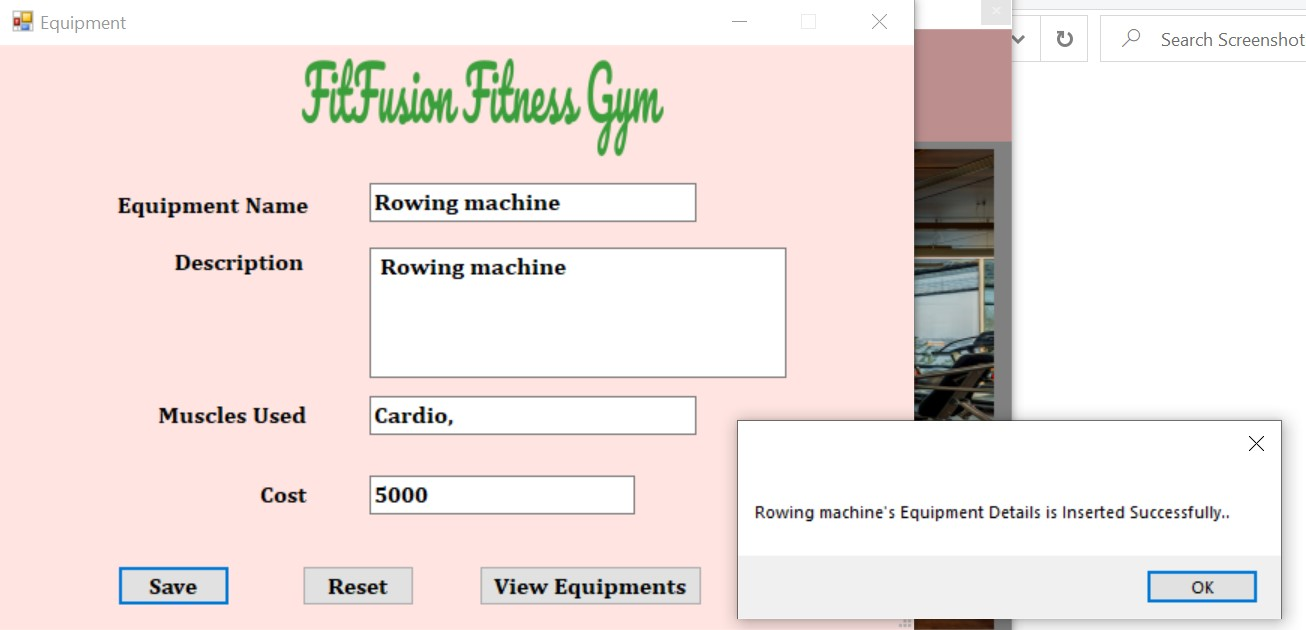 Equipment
Search Screenshot
FitFusion Fitness Gym
Equipment Name
Rowing machine
Description
Rowing machine
Muscles Used
Cardio,
Cost
5000
Save
Reset
View Equipments
Rowing machine's Equipment Details is Inserted Successfully..
OK